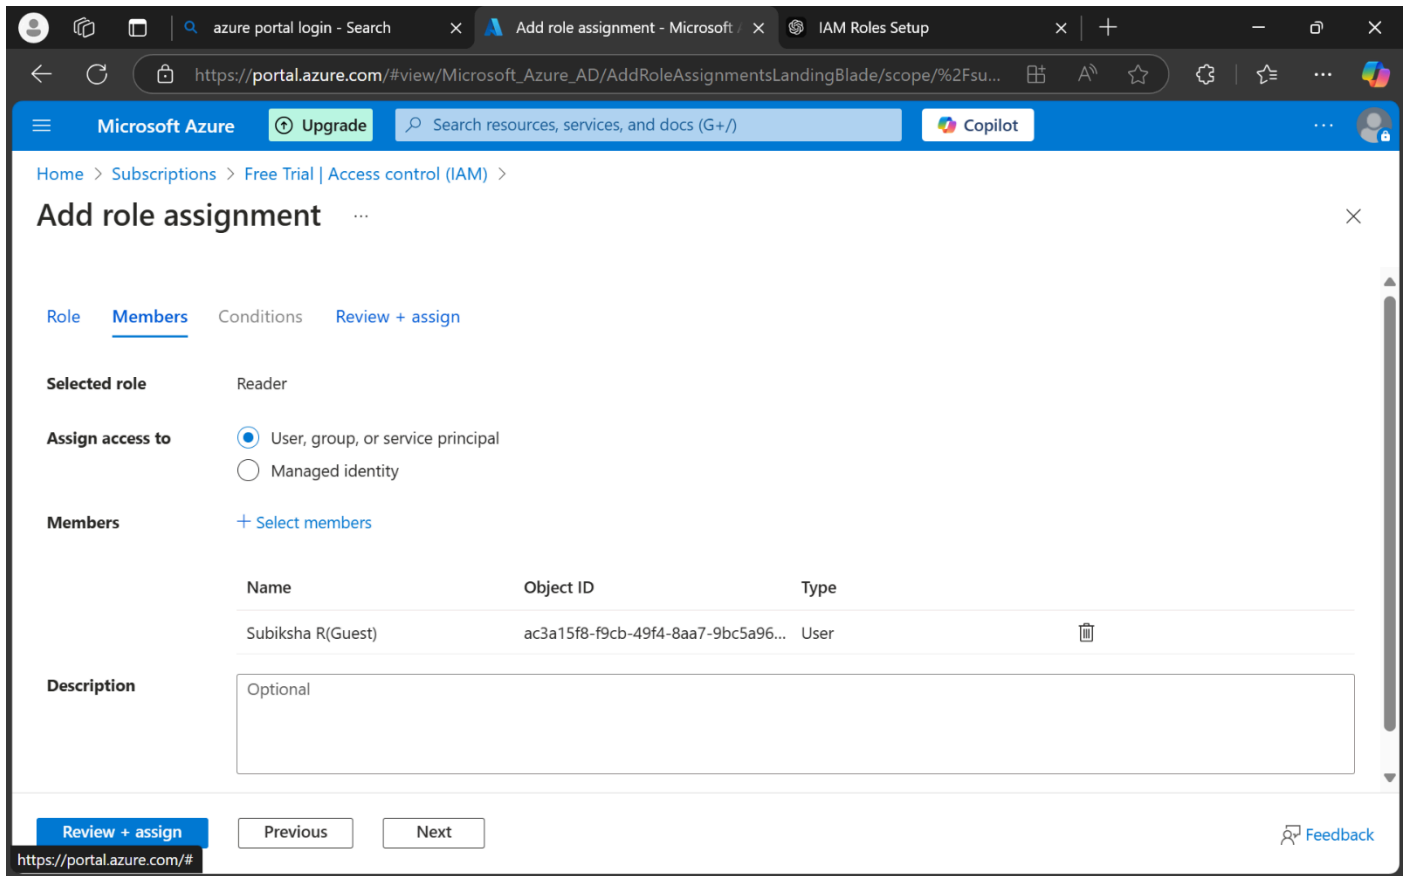 azure portal login - Search
Add role assignment - Microsoft
IAM Roles Setup
https://portal.azure.com/#view/Microsoft_Azure_AD/AddRoleAssignmentsLandingBlade/scope/%2Fsu...
Microsoft Azure
Upgrade
Search resources, services, and docs (G+/)
Copilot
Home > Subscriptions > Free Trial | Access control (IAM) >
Add role assignment ...
Role Members Conditions Review + assign
Selected role Reader
Assign access to User, group, or service principal
Managed identity
Members + Select members
Name Object ID Type
Subiksha R(Guest) ac3a15f8-f9cb-49f4-8aa7-9bc5a96... User
Description Optional
Review + assign Previous Next Feedback
https://portal.azure.com/#